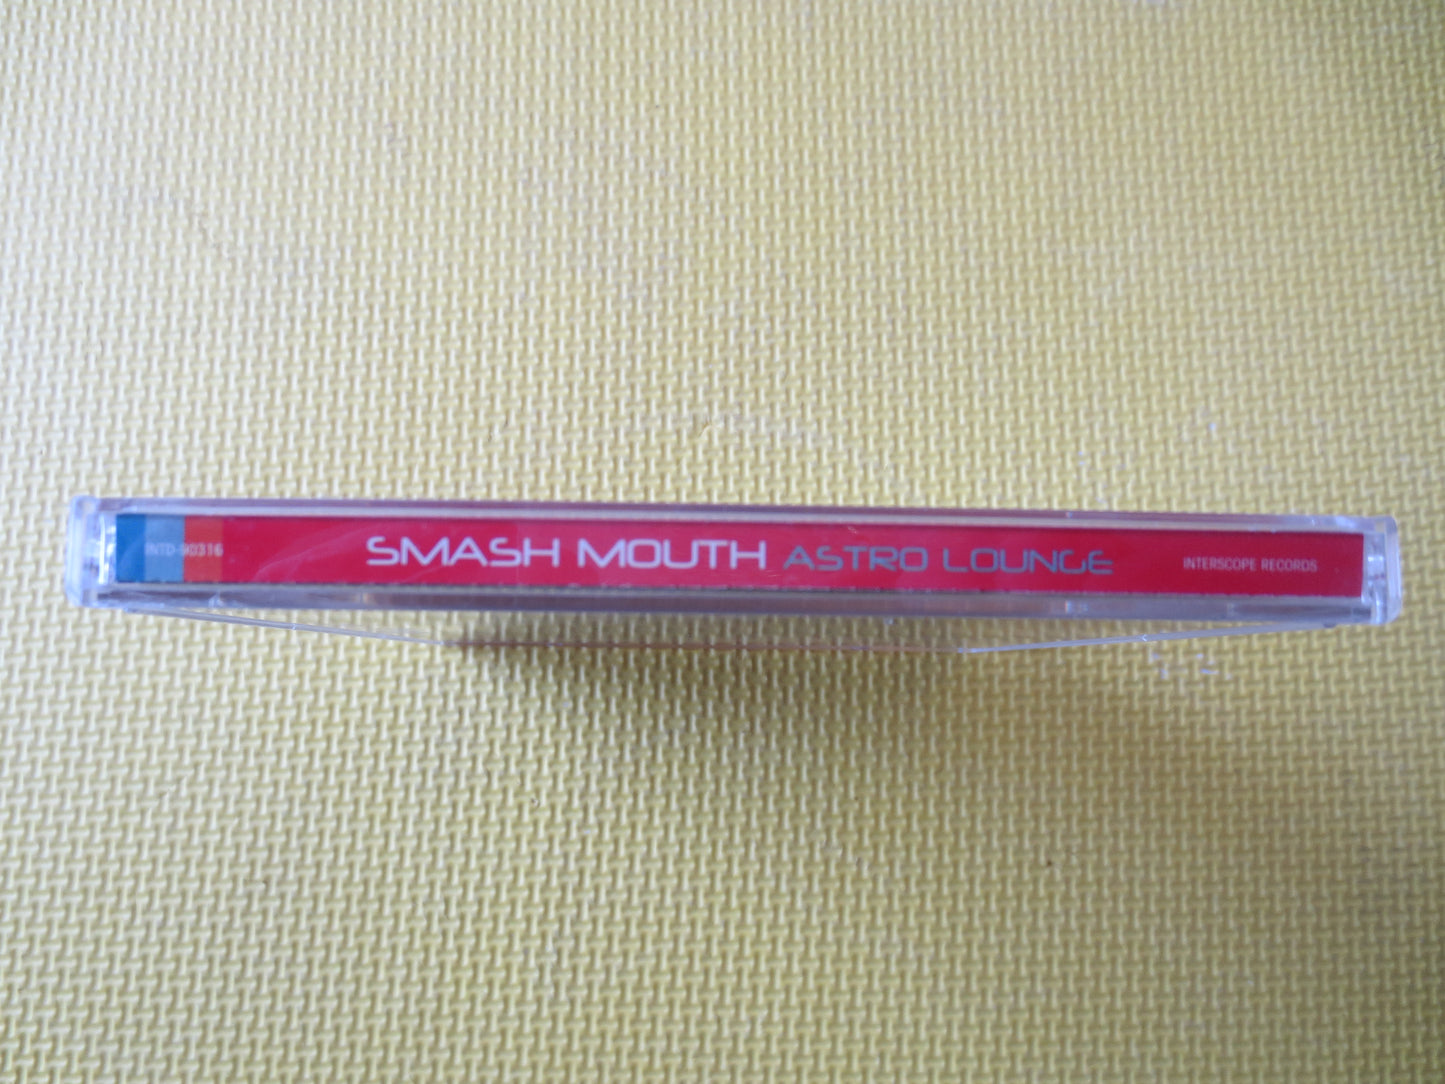 INTD-90316 SMASH MOUTH ASTRO LOUNGE INTERSCOPE RECORDS